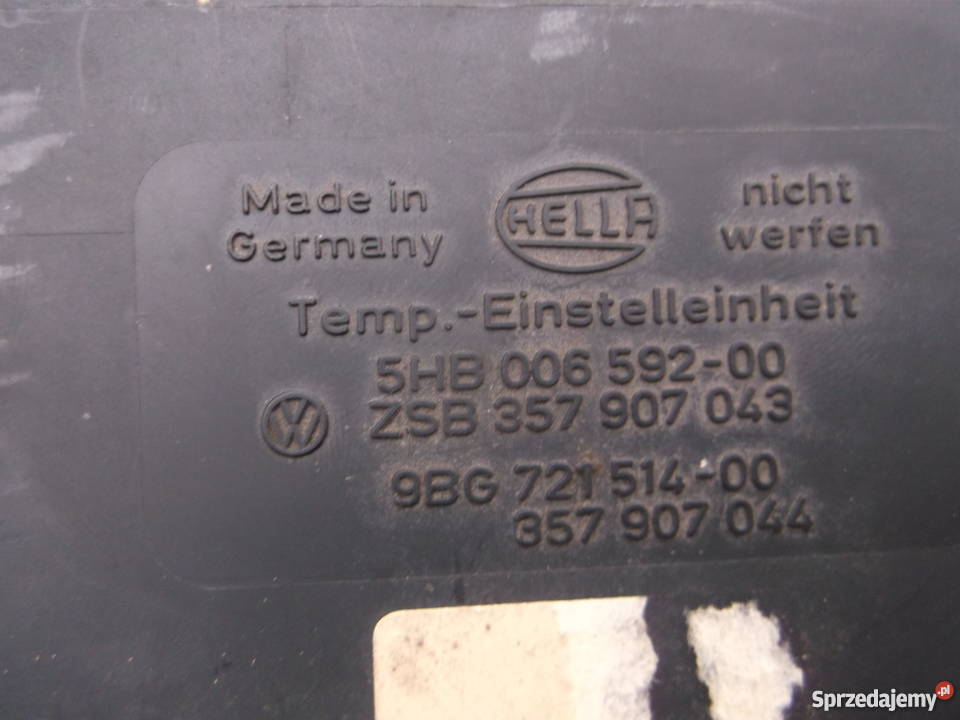 Made in
Germany
HELLA
nicht
werfen
Temp.-Einstelleinheit
5HB 006 592-00
VW ZSB 357 907 043
9BG 721 514-00
357 907 044
Sprzedajemy.pl